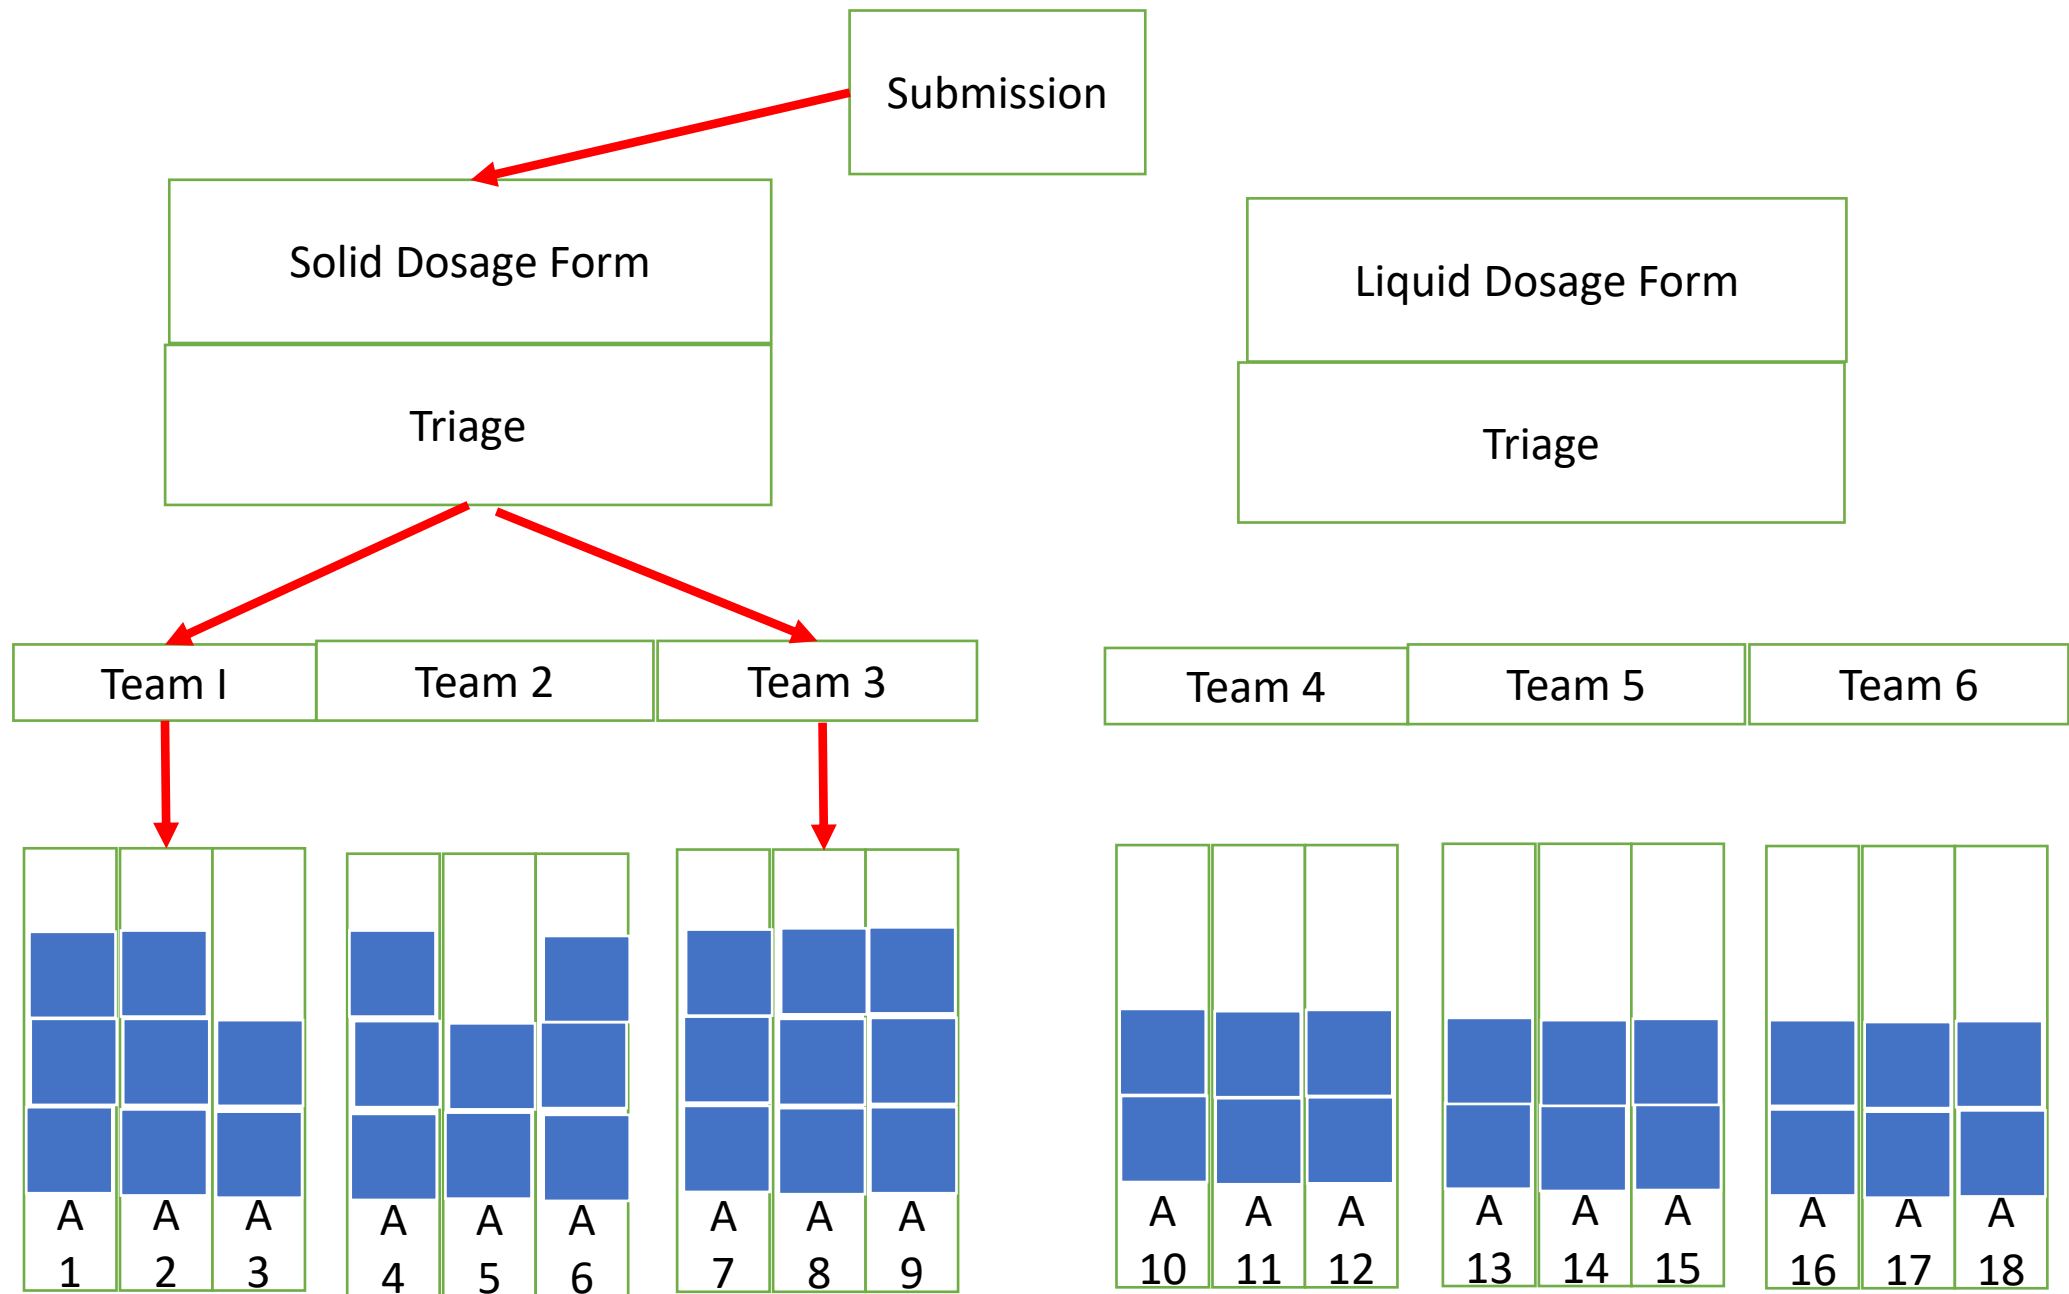 Submission
Solid Dosage Form
Liquid Dosage Form
Triage
Triage
Team I
Team 2
Team 3
Team 4
Team 5
Team 6
A
1
A
2
A
3
A
4
A
5
A
6
A
7
A
8
A
9
A
10
A
11
A
12
A
13
A
14
A
15
A
16
A
17
A
18